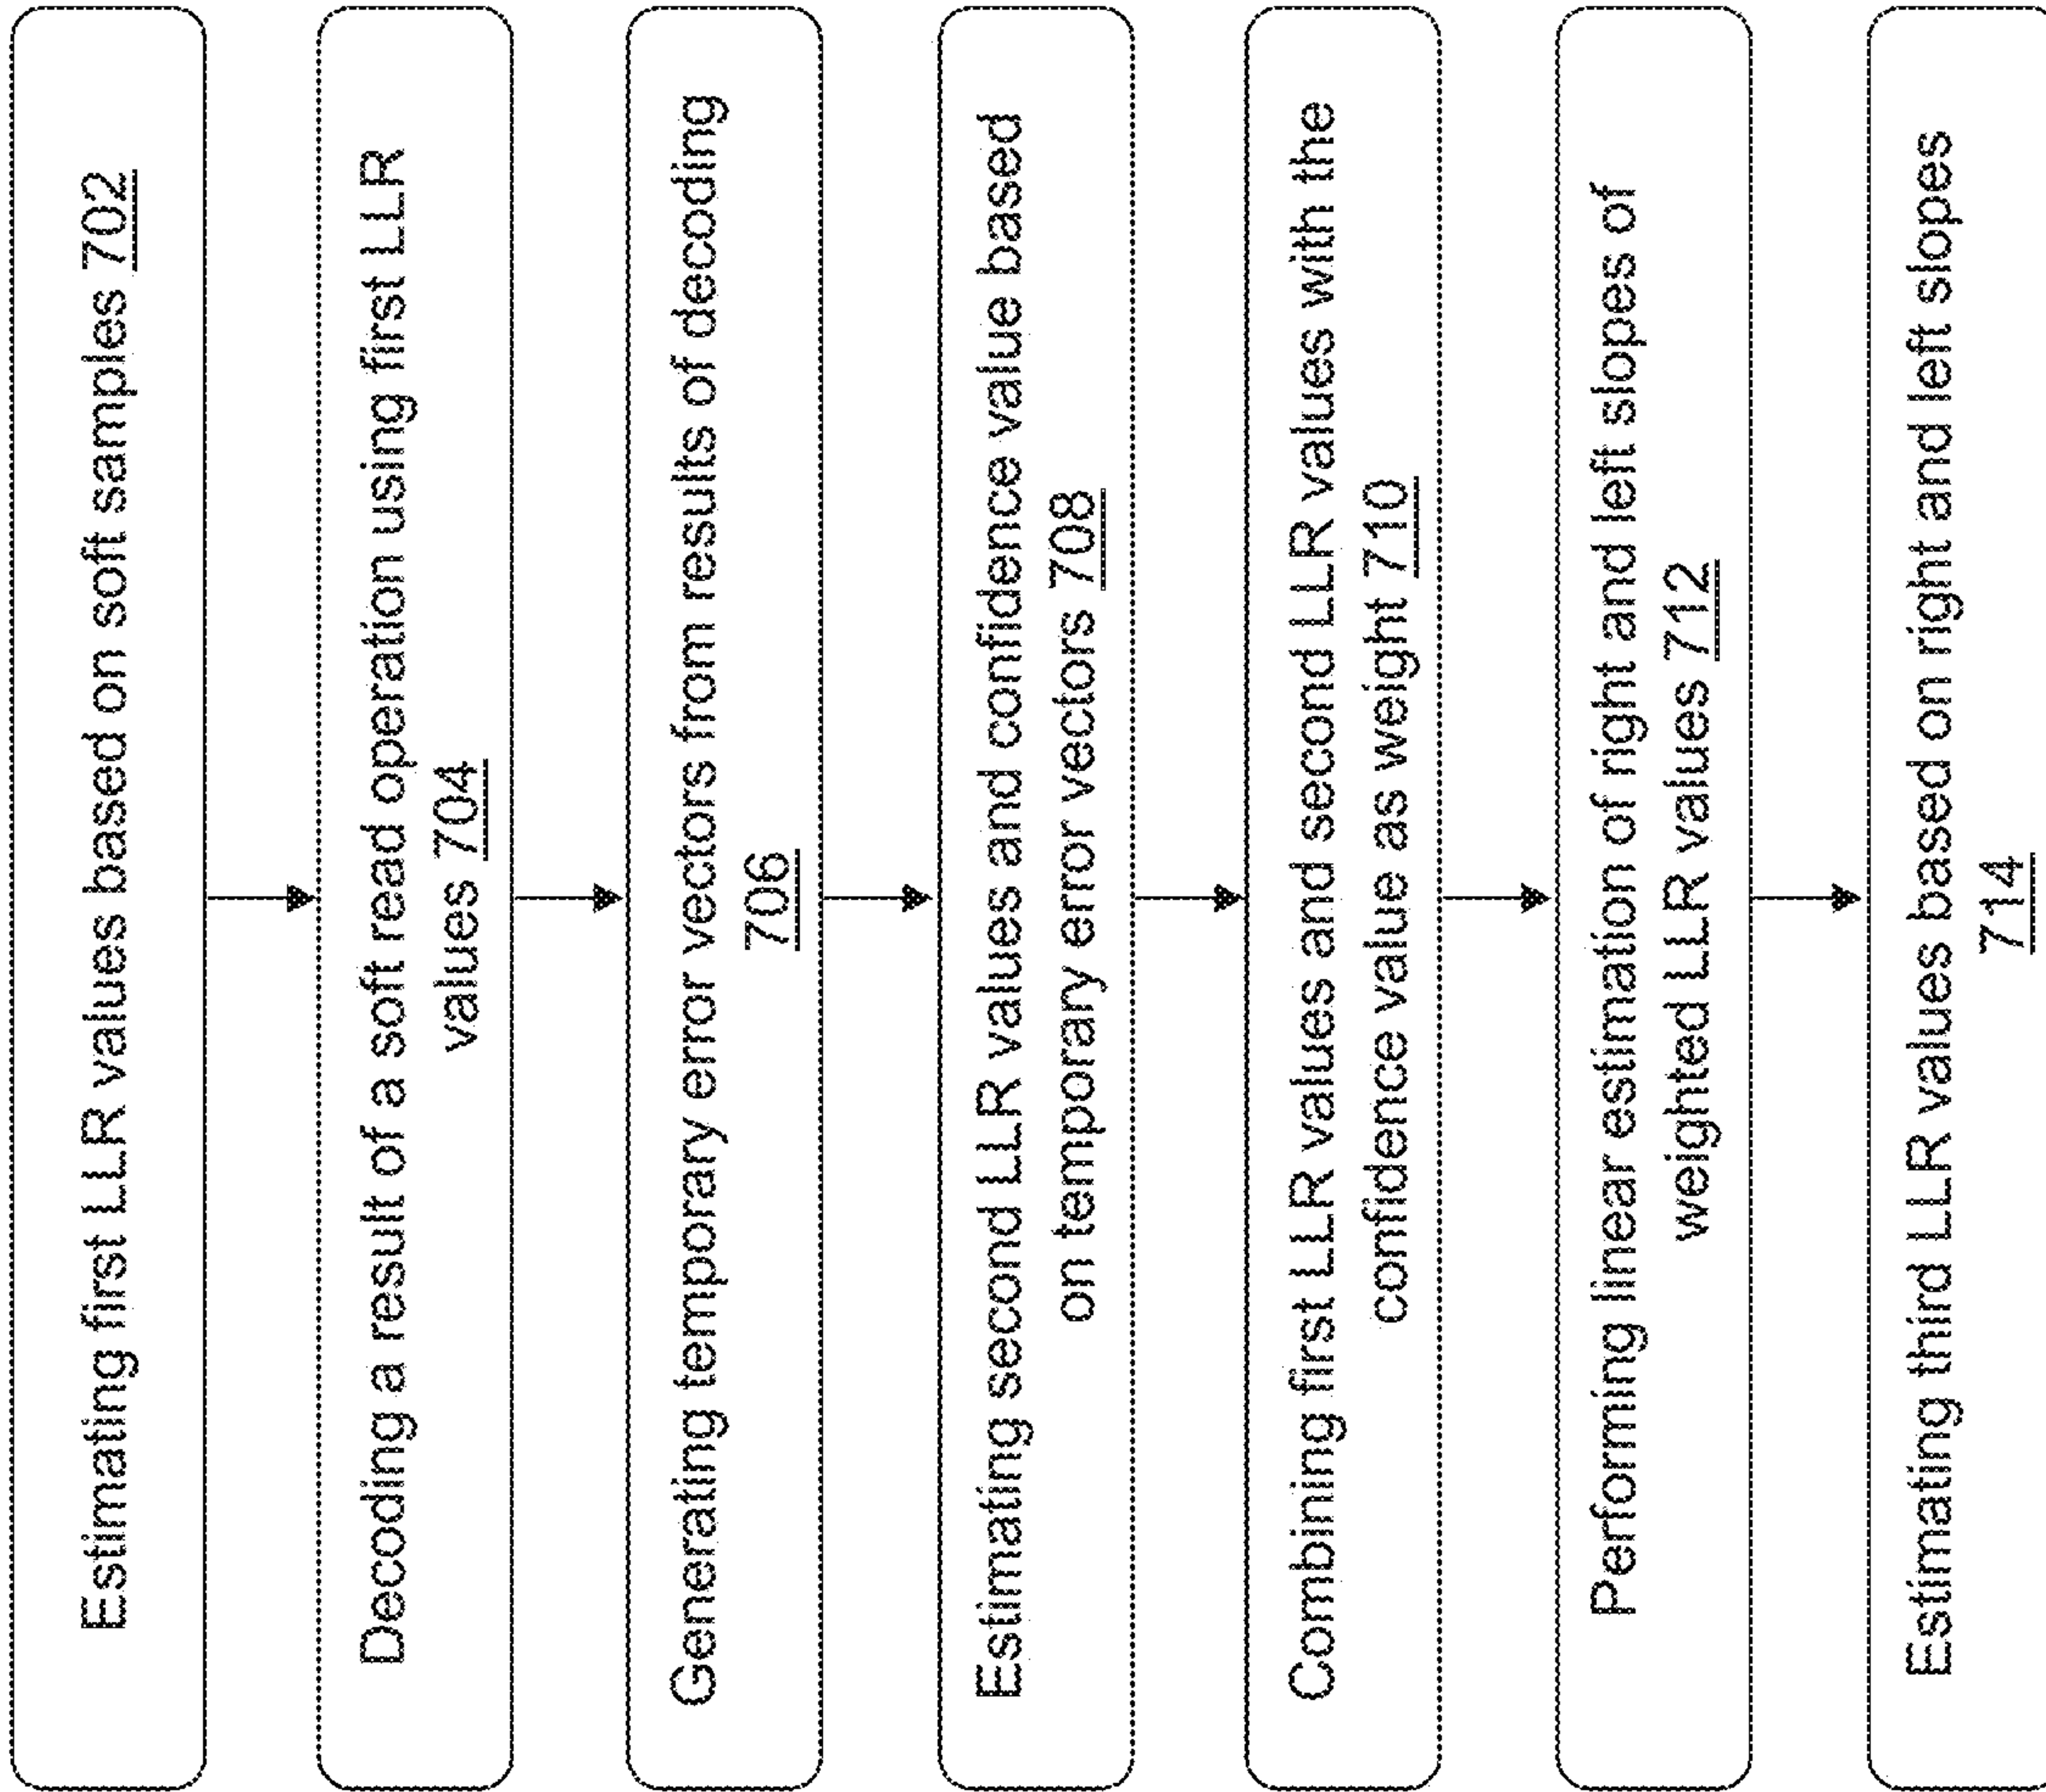 Estimating first LLR values based on soft samples 702
Decoding a result of a soft read operation using first LLR
values 704
Generating temporary error vectors from results of decoding
706
Estimating second LLR values and confidence value based
on temporary error vectors 708
Combining first LLR values and second LLR values with the
confidence value as weight 710
Performing linear estimation of right and left slopes of
weighted LLR values 712
Estimating third LLR values based on right and left slopes
714